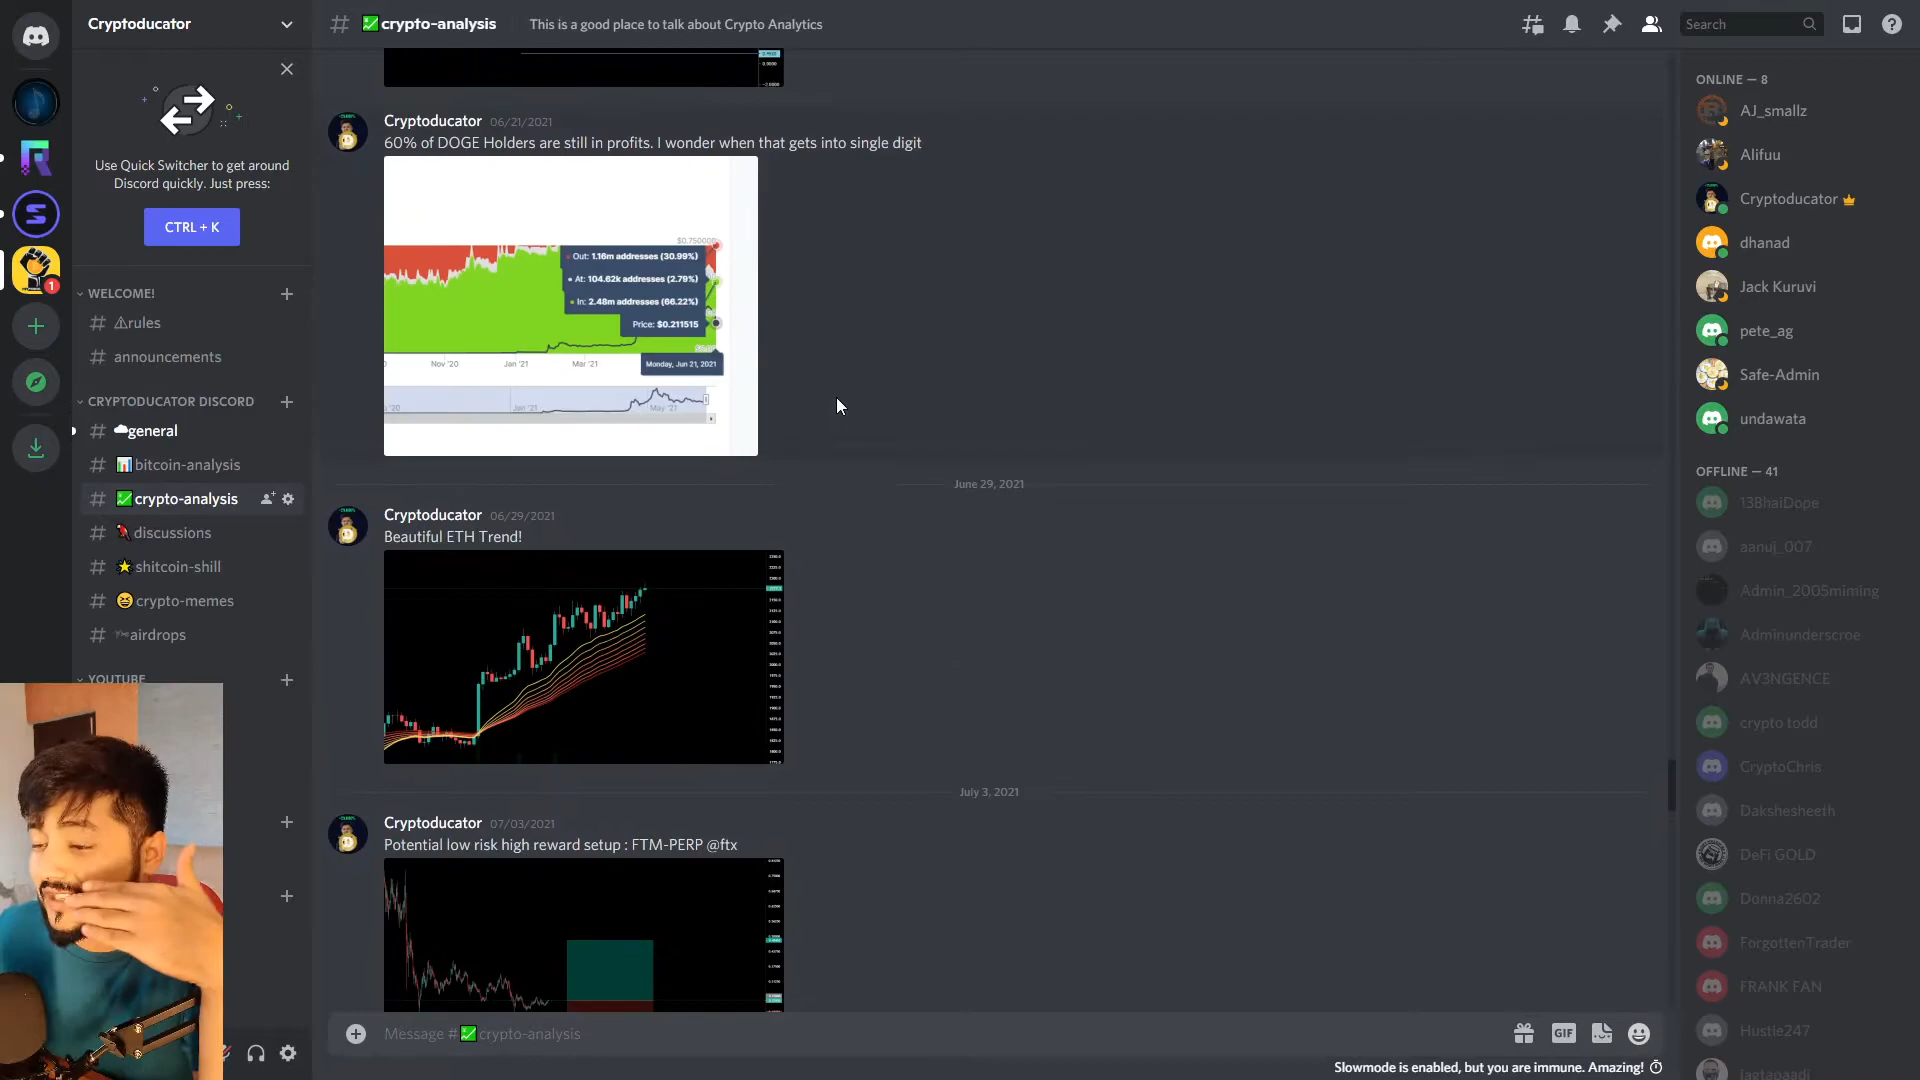 Cryptoducator
Use Quick Switcher to get around
Discord quickly. Just press:
CTRL + K
WELCOME!
rules
announcements
CRYPTODUCATOR DISCORD
general
bitcoin-analysis
crypto-analysis
discussions
shitcoin-shill
crypto-memes
airdrops
YOUTUBE
1
crypto-analysis
This is a good place to talk about Crypto Analytics
Search
Cryptoducator 06/21/2021
60% of DOGE Holders are still in profits. I wonder when that gets into single digit
Out: 1.16m addresses (30.99%)
At: 104.62k addresses (2.79%)
In: 2.48m addresses (66.22%)
Price: $0.211515
Nov '20 Jan '21 Mar '21
Monday, Jun 21, 2021
Jan '21 May '21
June 29, 2021
Cryptoducator 06/29/2021
Beautiful ETH Trend!
July 3, 2021
Cryptoducator 07/03/2021
Potential low risk high reward setup : FTM-PERP @ftx
Message # crypto-analysis
GIF
Slowmode is enabled, but you are immune. Amazing!
ONLINE — 8
AJ_smallz
Alifuu
Cryptoducator
dhanad
Jack Kuruvi
pete_ag
Safe-Admin
undawata
OFFLINE — 41
138haiDope
aanuj_007
Admin_2005miming
Adminunderscroe
AV3NGENCE
crypto todd
CryptoChris
Dakshesheeth
DeFi GOLD
Donna2602
ForgottenTrader
FRANK FAN
Hustle247